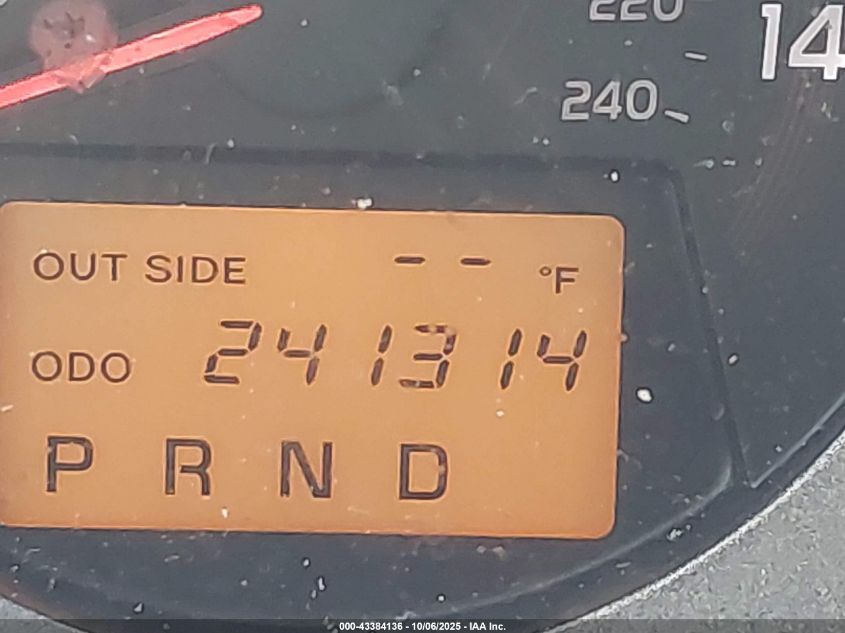 220
14
240
OUT SIDE -- °F
ODO 241314
P R N D
000-43384136 - 10/06/2025 - IAA Inc.